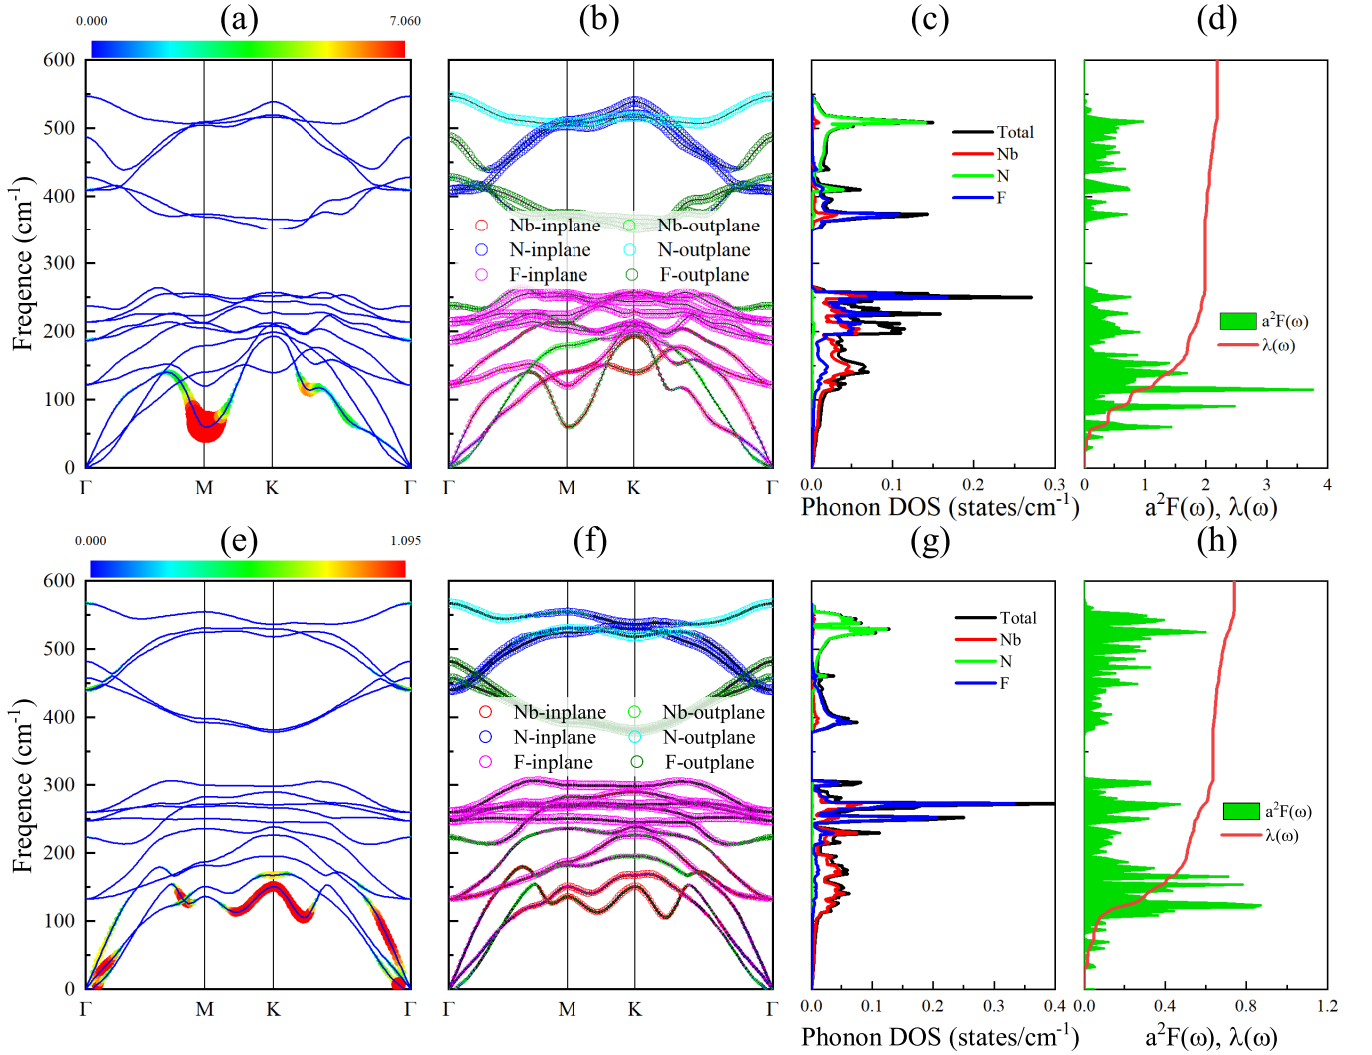 (a) (b) (c) (d)
0.000 7.060
600
500
400
300
200
100
0
Freqence (cm-1)
Γ M K Γ
Nb-inplane Nb-outplane
N-inplane N-outplane
F-inplane F-outplane
Γ M K Γ
Total
Nb
N
F
0.0 0.1 0.2 0.3
Phonon DOS (states/cm-1)
a2F(ω)
λ(ω)
0 1 2 3 4
a2F(ω), λ(ω)
(e) (f) (g) (h)
0.000 1.095
600
500
400
300
200
100
0
Freqence (cm-1)
Γ M K Γ
Nb-inplane Nb-outplane
N-inplane N-outplane
F-inplane F-outplane
Γ M K Γ
Total
Nb
N
F
0.0 0.1 0.2 0.3 0.4
Phonon DOS (states/cm-1)
a2F(ω)
λ(ω)
0.0 0.4 0.8 1.2
a2F(ω), λ(ω)